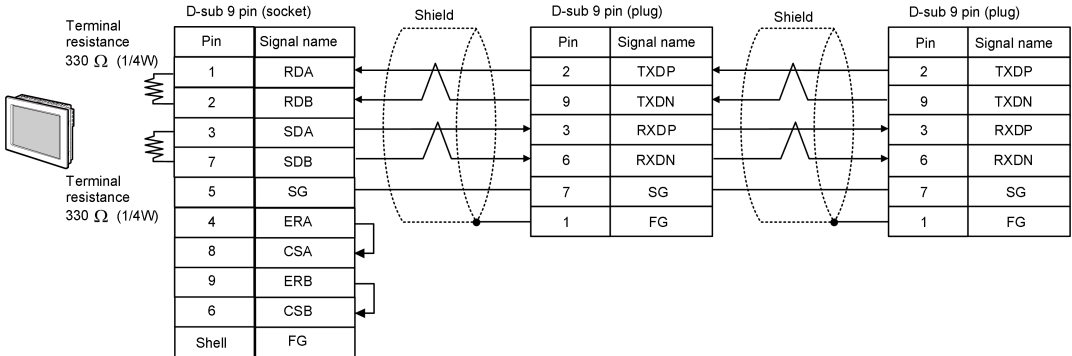 D-sub 9 pin (socket)
Shield
D-sub 9 pin (plug)
Shield
D-sub 9 pin (plug)
Terminal
resistance
330 Ω (1/4W)
Terminal
resistance
330 Ω (1/4W)
Pin Signal name
1 RDA
2 RDB
3 SDA
7 SDB
5 SG
4 ERA
8 CSA
9 ERB
6 CSB
Shell FG
Pin Signal name
2 TXDP
9 TXDN
3 RXDP
6 RXDN
7 SG
1 FG
Pin Signal name
2 TXDP
9 TXDN
3 RXDP
6 RXDN
7 SG
1 FG